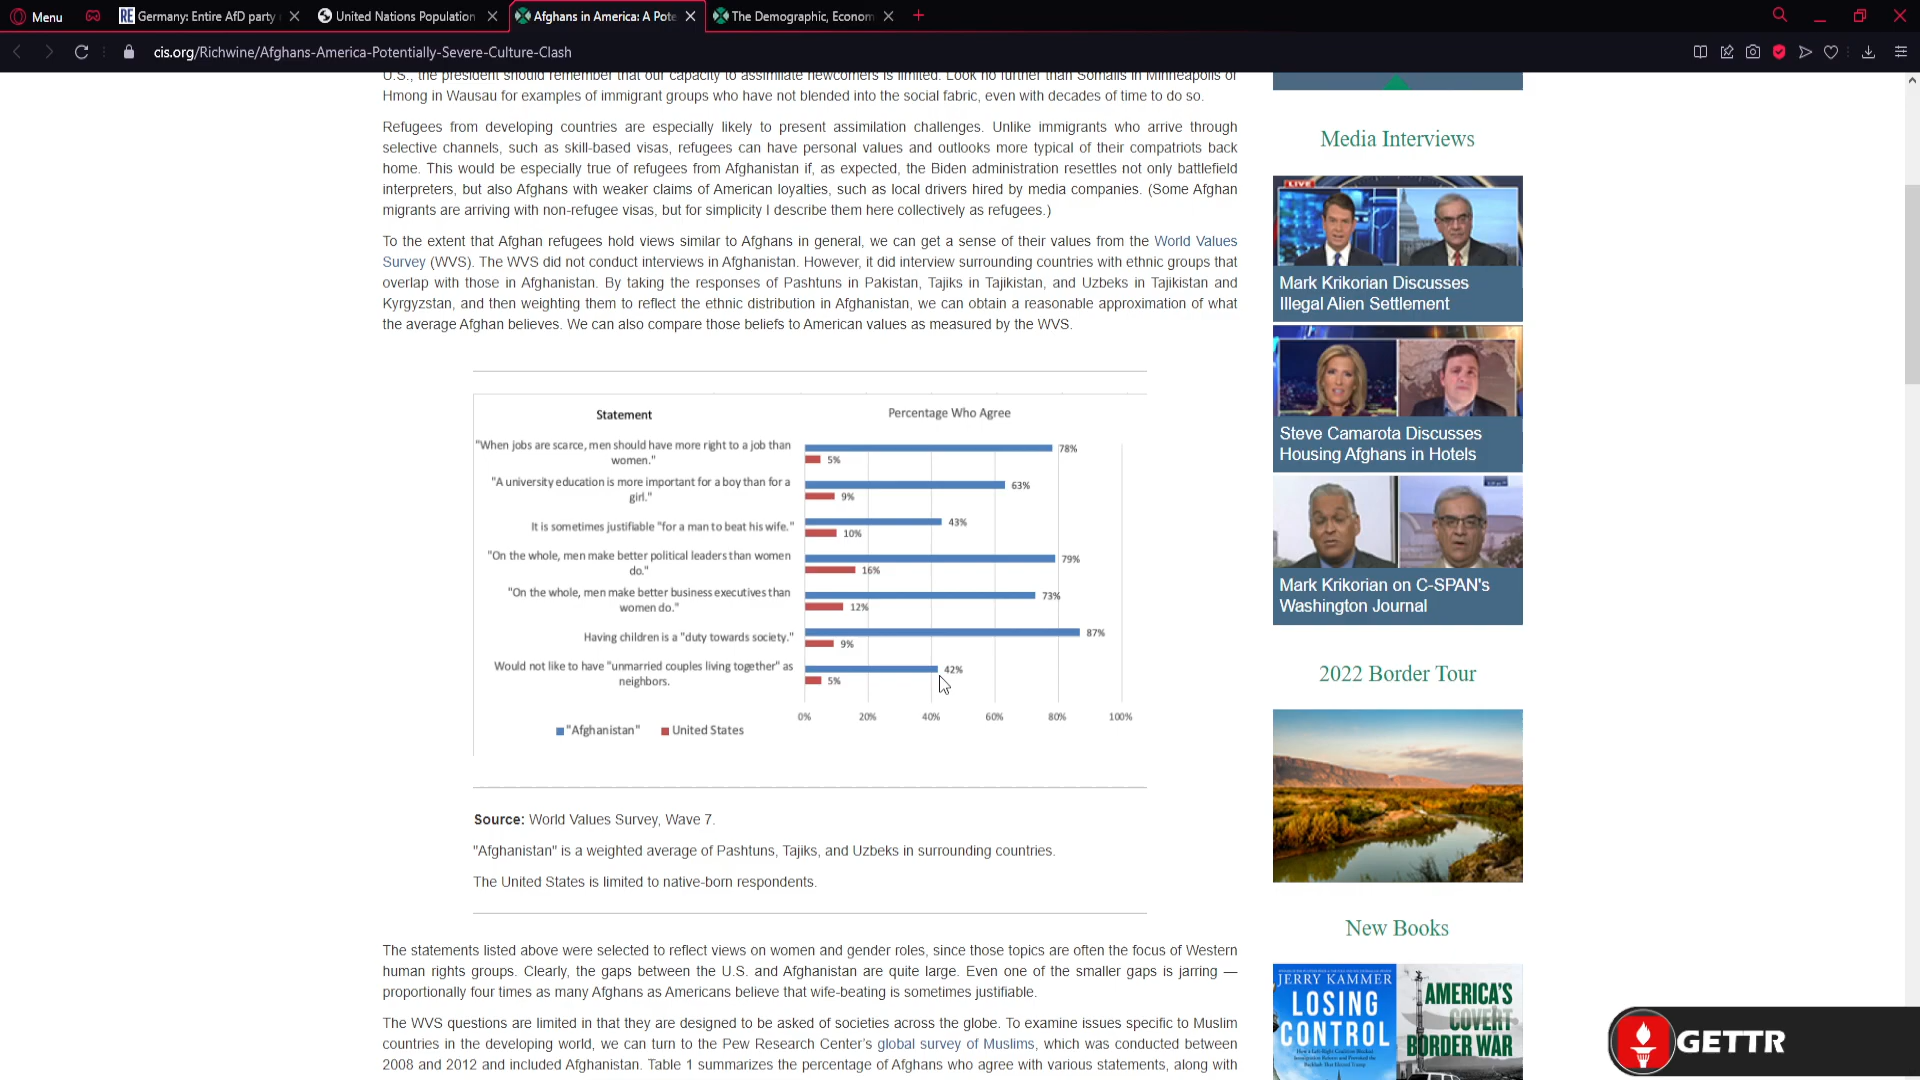 Menu
RE Germany: Entire AfD party
United Nations Population
Afghans in America: A Pote
The Demographic, Econom
cis.org/Richwine/Afghans-America-Potentially-Severe-Culture-Clash
U.S., the president should remember that our capacity to assimilate newcomers is limited. Look no further than Somalis in Minneapolis or
Hmong in Wausau for examples of immigrant groups who have not blended into the social fabric, even with decades of time to do so.
Refugees from developing countries are especially likely to present assimilation challenges. Unlike immigrants who arrive through
selective channels, such as skill-based visas, refugees can have personal values and outlooks more typical of their compatriots back
home. This would be especially true of refugees from Afghanistan if, as expected, the Biden administration resettles not only battlefield
interpreters, but also Afghans with weaker claims of American loyalties, such as local drivers hired by media companies. (Some Afghan
migrants are arriving with non-refugee visas, but for simplicity I describe them here collectively as refugees.)
To the extent that Afghan refugees hold views similar to Afghans in general, we can get a sense of their values from the World Values
Survey (WVS). The WVS did not conduct interviews in Afghanistan. However, it did interview surrounding countries with ethnic groups that
overlap with those in Afghanistan. By taking the responses of Pashtuns in Pakistan, Tajiks in Tajikistan, and Uzbeks in Tajikistan and
Kyrgyzstan, and then weighting them to reflect the ethnic distribution in Afghanistan, we can obtain a reasonable approximation of what
the average Afghan believes. We can also compare those beliefs to American values as measured by the WVS.
Statement
Percentage Who Agree
"When jobs are scarce, men should have more right to a job than
women."
78%
5%
"A university education is more important for a boy than for a
girl."
63%
9%
It is sometimes justifiable "for a man to beat his wife."
43%
10%
"On the whole, men make better political leaders than women
do."
79%
16%
"On the whole, men make better business executives than
women do."
73%
12%
Having children is a "duty towards society."
87%
9%
Would not like to have "unmarried couples living together" as
neighbors.
42%
5%
0% 20% 40% 60% 80% 100%
"Afghanistan" United States
Source: World Values Survey, Wave 7.
"Afghanistan" is a weighted average of Pashtuns, Tajiks, and Uzbeks in surrounding countries.
The United States is limited to native-born respondents.
The statements listed above were selected to reflect views on women and gender roles, since those topics are often the focus of Western
human rights groups. Clearly, the gaps between the U.S. and Afghanistan are quite large. Even one of the smaller gaps is jarring —
proportionally four times as many Afghans as Americans believe that wife-beating is sometimes justifiable.
The WVS questions are limited in that they are designed to be asked of societies across the globe. To examine issues specific to Muslim
countries in the developing world, we can turn to the Pew Research Center's global survey of Muslims, which was conducted between
2008 and 2012 and included Afghanistan. Table 1 summarizes the percentage of Afghans who agree with various statements, along with
Media Interviews
LIVE
Mark Krikorian Discusses
Illegal Alien Settlement
Steve Camarota Discusses
Housing Afghans in Hotels
Mark Krikorian on C-SPAN's
Washington Journal
2022 Border Tour
New Books
JERRY KAMMER
LOSING
CONTROL
AMERICA'S
COVERT
BORDER WAR
GETTR